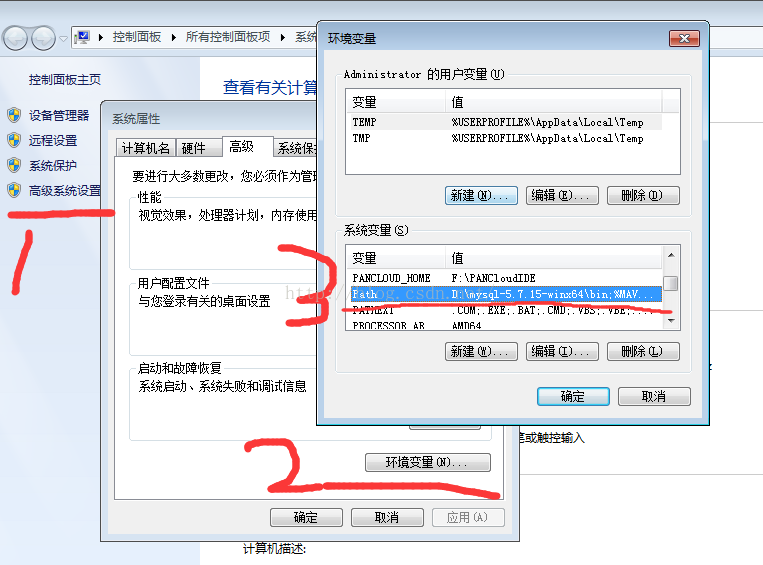 控制面板 所有控制面板项 系统
控制面板主页
设备管理器
远程设置
系统保护
高级系统设置
查看有关计算
系统属性
计算机名 硬件 高级 系统保护
要进行大多数更改，您必须作为管理
性能
视觉效果，处理器计划，内存使用
用户配置文件
与您登录有关的桌面设置
启动和故障恢复
系统启动、系统失败和调试信息
环境变量(N)...
确定 取消 应用(A)
环境变量
Administrator 的用户变量(U)
变量 值
TEMP %USERPROFILE%\AppData\Local\Temp
TMP %USERPROFILE%\AppData\Local\Temp
新建(N)... 编辑(E)... 删除(D)
系统变量(S)
变量 值
PANCLOUD_HOME F:\PANCloudIDE
Path D:\mysql-5.7.15-winx64\bin;%MAV...
PATHEXT .COM;.EXE;.BAT;.CMD;.VBS;.VBE;....
PROCESSOR_AR AMD64
新建(W)... 编辑(I)... 删除(L)
确定 取消
笔或触控输入
计算机描述:
1
2
3